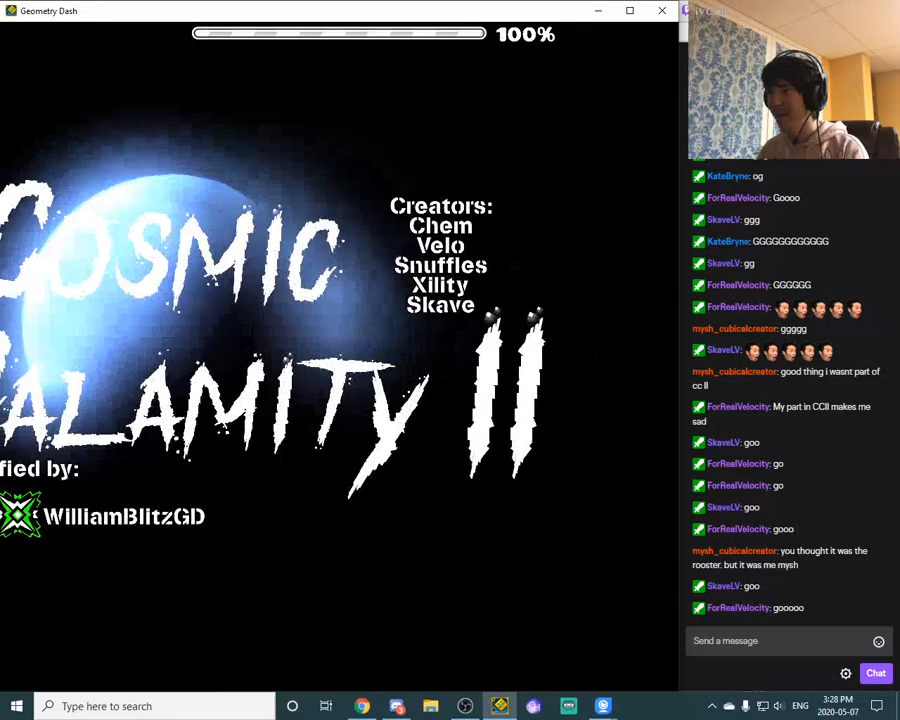 Geometry Dash
iVCam
100%
COSMIC
CALAMITY II
Creators:
Chem
Velo
Snuffles
Xility
Skave
fied by:
WilliamBlitzGD
KateBryne: og
ForRealVelocity: Goooo
SkaveLV: ggg
KateBryne: GGGGGGGGGGGG
SkaveLV: gg
ForRealVelocity: GGGGGG
ForRealVelocity:
mysh_cubicalcreator: ggggg
SkaveLV:
mysh_cubicalcreator: good thing i wasnt part of
cc ll
ForRealVelocity: My part in CCII makes me
sad
SkaveLV: goo
ForRealVelocity: go
ForRealVelocity: go
SkaveLV: goo
ForRealVelocity: gooo
mysh_cubicalcreator: you thought it was the
rooster. but it was me mysh
SkaveLV: goo
ForRealVelocity: gooooo
Send a message
Chat
Type here to search
ENG
3:28 PM
2020-05-07